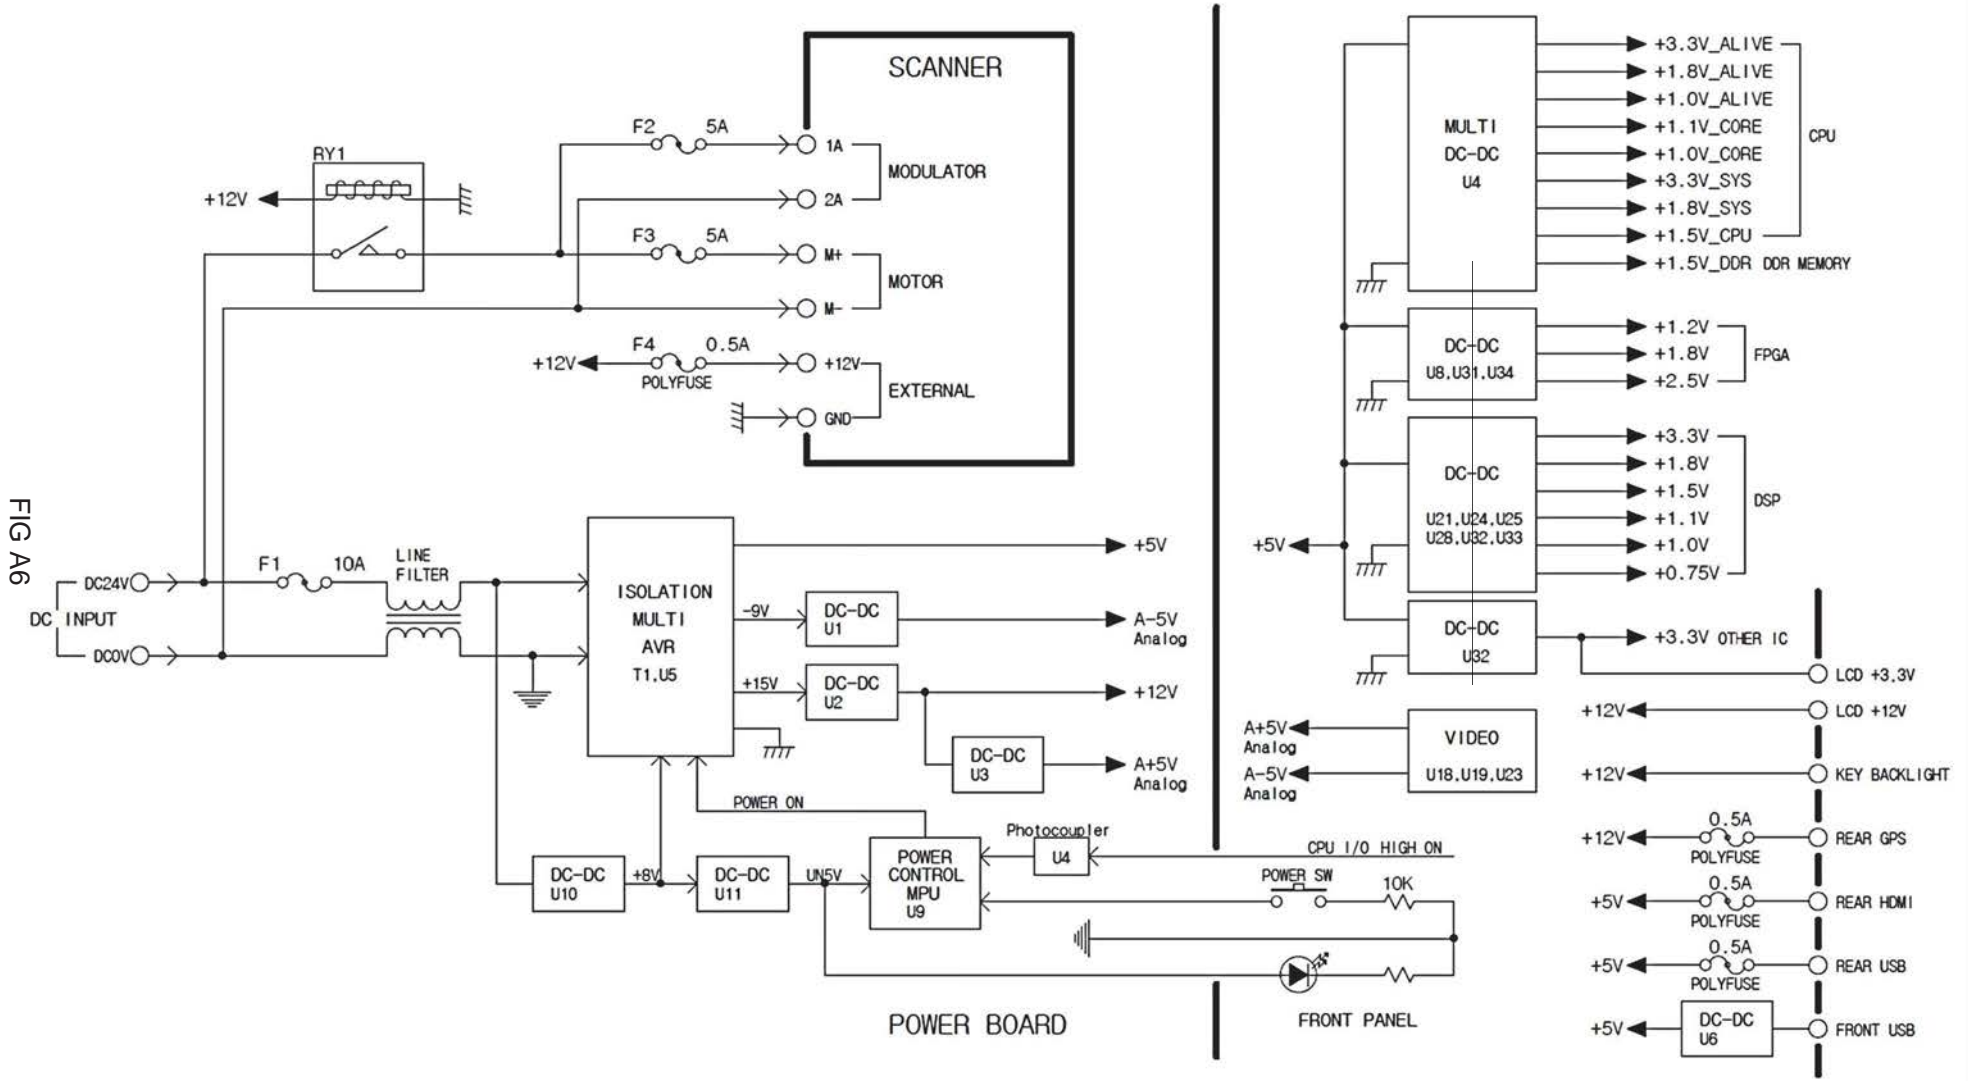 FIG A6
SCANNER
F2 5A
1A
MODULATOR
2A
RY1
+12V
F3 5A
M+
MOTOR
M-
F4 0.5A
+12V
POLYFUSE
+12V
EXTERNAL
GND
F1 10A
LINE
FILTER
DC24V
DC INPUT
DC0V
ISOLATION
MULTI
AVR
T1.U5
+5V
-9V
DC-DC
U1
A-5V
Analog
+15V
DC-DC
U2
+12V
DC-DC
U3
A+5V
Analog
POWER ON
DC-DC
U10
+8V
DC-DC
U11
UN5V
POWER
CONTROL
MPU
U9
Photocoupler
U4
CPU I/O HIGH ON
POWER SW
10K
POWER BOARD
FRONT PANEL
MULTI
DC-DC
U4
+3.3V_ALIVE
+1.8V_ALIVE
+1.0V_ALIVE
+1.1V_CORE
+1.0V_CORE
+3.3V_SYS
+1.8V_SYS
+1.5V_CPU
CPU
+1.5V_DDR DDR MEMORY
DC-DC
U8.U31.U34
+1.2V
+1.8V
+2.5V
FPGA
DC-DC
U21.U24.U25
U28.U32.U33
+3.3V
+1.8V
+1.5V
+1.1V
+1.0V
+0.75V
DSP
+5V
DC-DC
U32
+3.3V OTHER IC
LCD +3.3V
+12V LCD +12V
VIDEO
U18.U19.U23
A+5V
Analog
A-5V
Analog
+12V KEY BACKLIGHT
0.5A
+12V REAR GPS
POLYFUSE
0.5A
+5V REAR HDMI
POLYFUSE
0.5A
+5V REAR USB
POLYFUSE
+5V DC-DC FRONT USB
U6